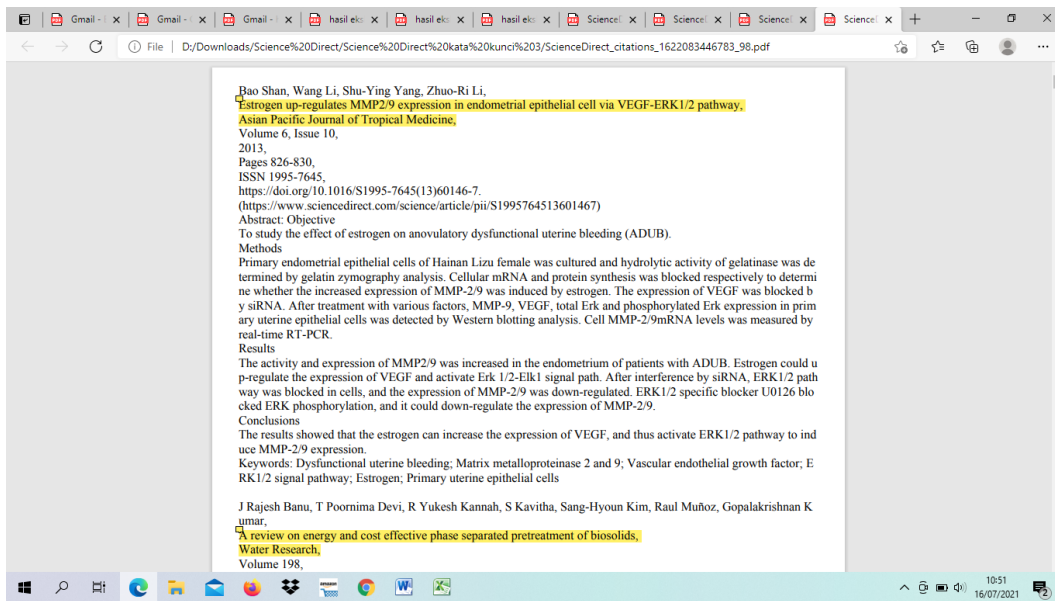 Gmail - Gmail - Gmail - hasil eks hasil eks hasil eks Science Science Science Science
File D:/Downloads/Science%20Direct/Science%20Direct%20kata%20kunci%203/ScienceDirect_citations_1622083446783_98.pdf
Bao Shan, Wang Li, Shu-Ying Yang, Zhuo-Ri Li,
Estrogen up-regulates MMP2/9 expression in endometrial epithelial cell via VEGF-ERK1/2 pathway,
Asian Pacific Journal of Tropical Medicine,
Volume 6, Issue 10,
2013,
Pages 826-830,
ISSN 1995-7645,
https://doi.org/10.1016/S1995-7645(13)60146-7.
(https://www.sciencedirect.com/science/article/pii/S1995764513601467)
Abstract: Objective
To study the effect of estrogen on anovulatory dysfunctional uterine bleeding (ADUB).
Methods
Primary endometrial epithelial cells of Hainan Lizu female was cultured and hydrolytic activity of gelatinase was de
termined by gelatin zymography analysis. Cellular mRNA and protein synthesis was blocked respectively to determi
ne whether the increased expression of MMP-2/9 was induced by estrogen. The expression of VEGF was blocked b
y siRNA. After treatment with various factors, MMP-9, VEGF, total Erk and phosphorylated Erk expression in prim
ary uterine epithelial cells was detected by Western blotting analysis. Cell MMP-2/9mRNA levels was measured by
real-time RT-PCR.
Results
The activity and expression of MMP2/9 was increased in the endometrium of patients with ADUB. Estrogen could u
p-regulate the expression of VEGF and activate Erk 1/2-Elk1 signal path. After interference by siRNA, ERK1/2 path
way was blocked in cells, and the expression of MMP-2/9 was down-regulated. ERK1/2 specific blocker U0126 blo
cked ERK phosphorylation, and it could down-regulate the expression of MMP-2/9.
Conclusions
The results showed that the estrogen can increase the expression of VEGF, and thus activate ERK1/2 pathway to ind
uce MMP-2/9 expression.
Keywords: Dysfunctional uterine bleeding; Matrix metalloproteinase 2 and 9; Vascular endothelial growth factor; E
RK1/2 signal pathway; Estrogen; Primary uterine epithelial cells
J Rajesh Banu, T Poornima Devi, R Yukesh Kannah, S Kavitha, Sang-Hyoun Kim, Raul Muñoz, Gopalakrishnan K
umar,
A review on energy and cost effective phase separated pretreatment of biosolids,
Water Research,
Volume 198,
10:51
16/07/2021